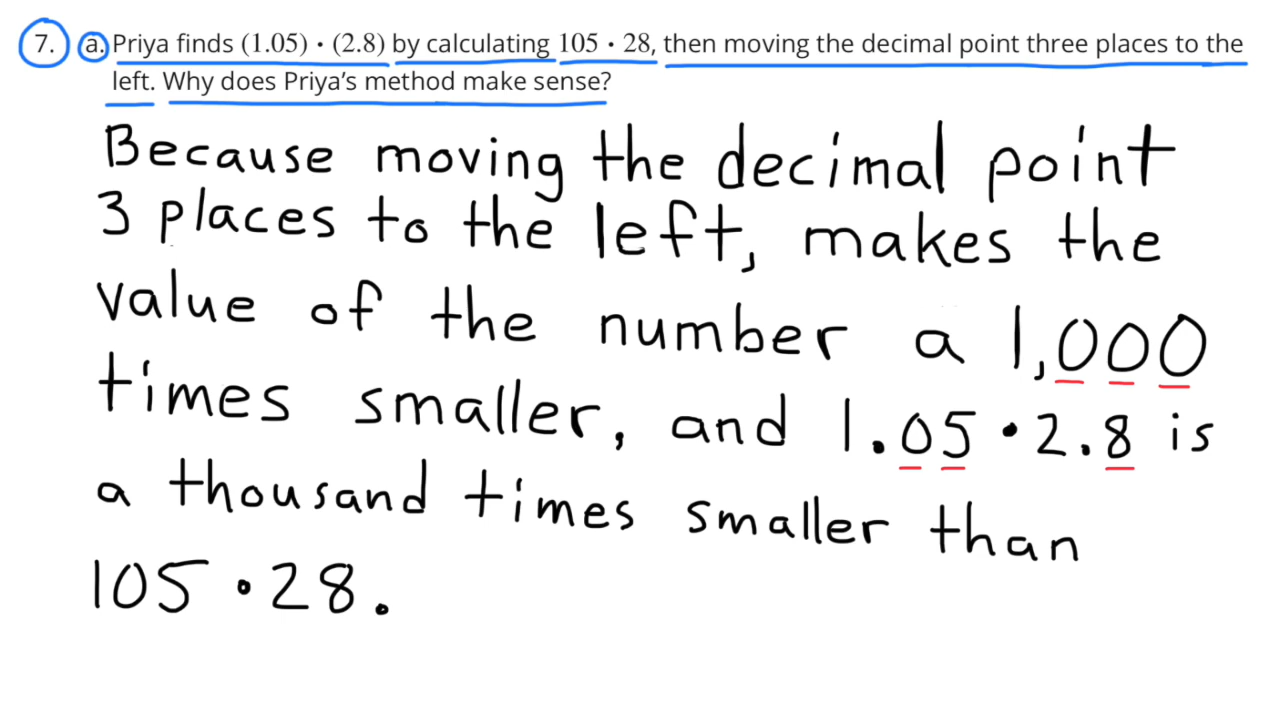 7. a. Priya finds (1.05) · (2.8) by calculating 105 · 28, then moving the decimal point three places to the
left. Why does Priya's method make sense?
Because moving the decimal point
3 places to the left, makes the
value of the number a 1,000
times smaller, and 1.05 · 2.8 is
a thousand times smaller than
105 · 28.